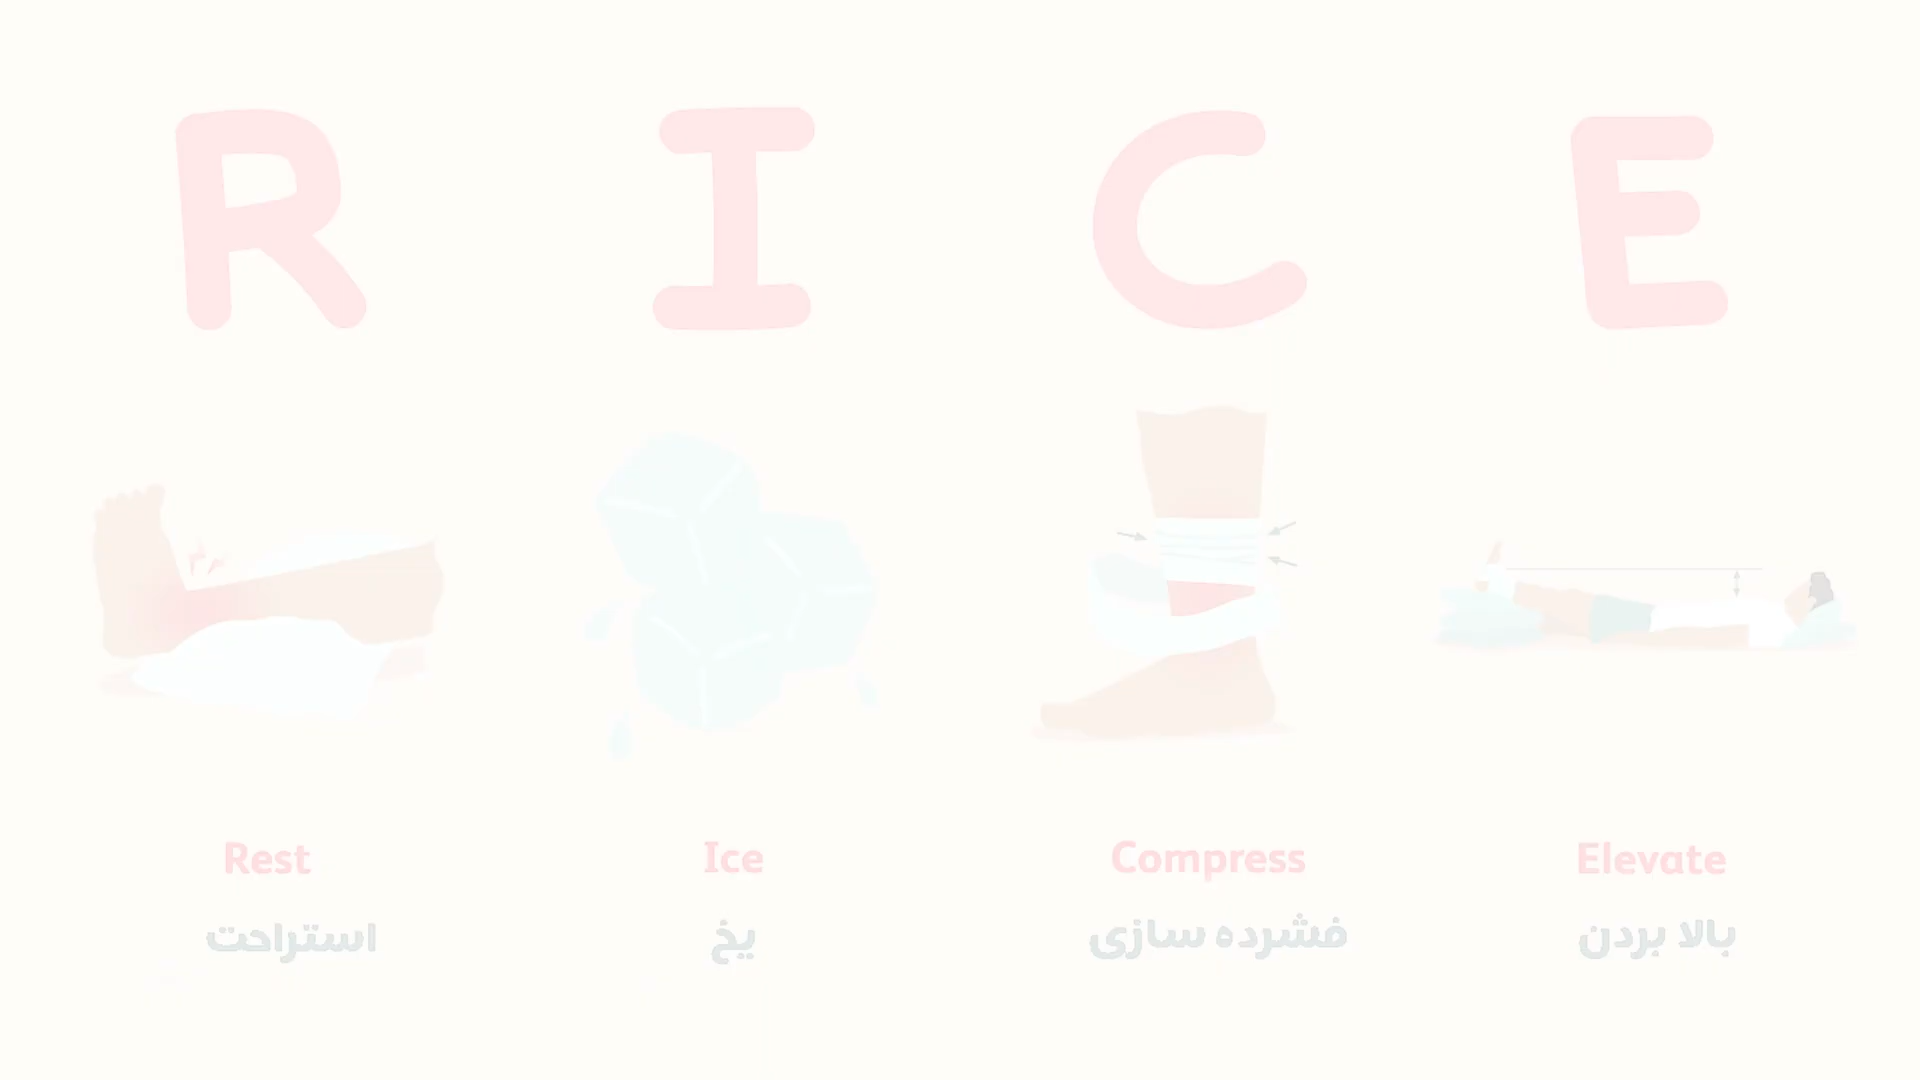 R I C E
Rest Ice Compress Elevate
استراحت یخ فشرده سازی بالا بردن